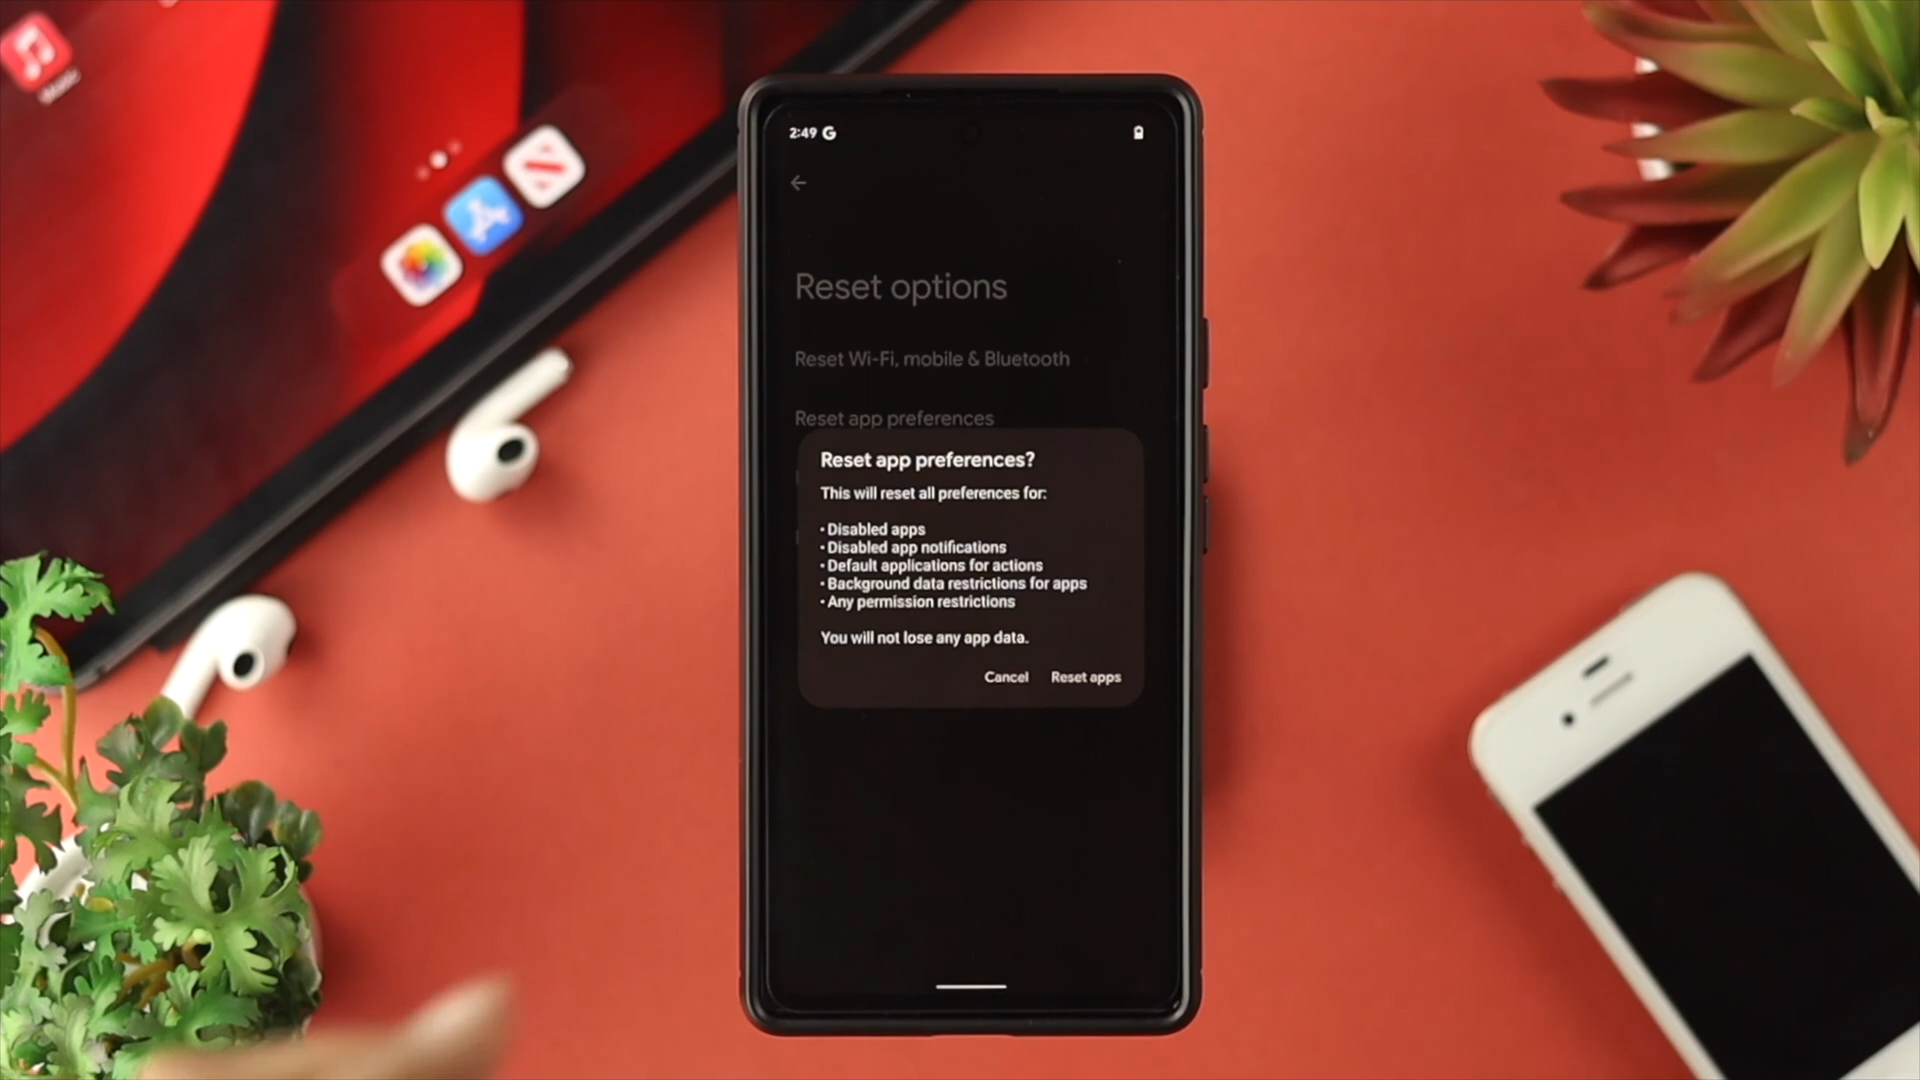 2:49 G
Reset options
Reset Wi-Fi, mobile & Bluetooth
Reset app preferences
Reset app preferences?
This will reset all preferences for:
• Disabled apps
• Disabled app notifications
• Default applications for actions
• Background data restrictions for apps
• Any permission restrictions
You will not lose any app data.
Cancel Reset apps